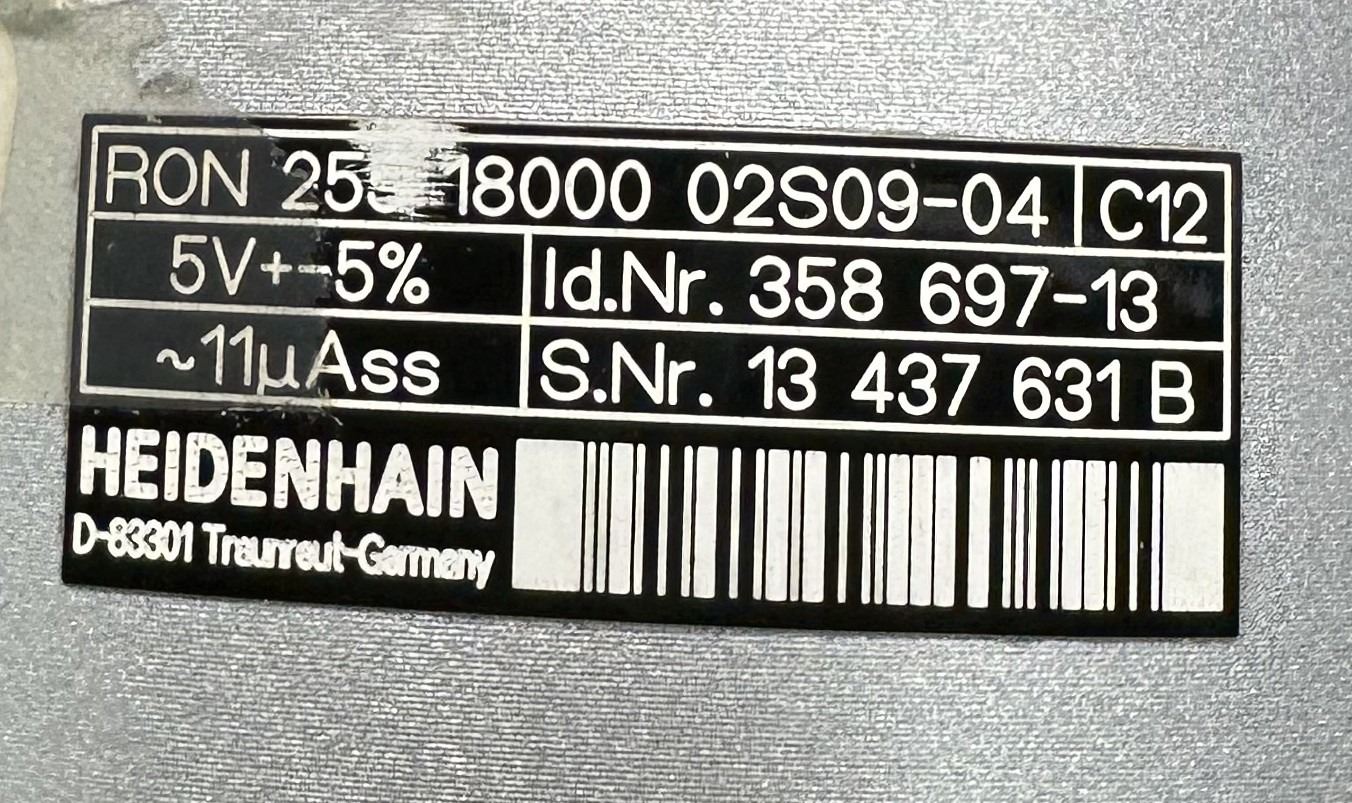 RON 18000 02S09-04 C12
5V+-5% Id.Nr. 358 697-13
~11µAss S.Nr. 13 437 631 B
HEIDENHAIN
D-83301 Traunreut-Germany